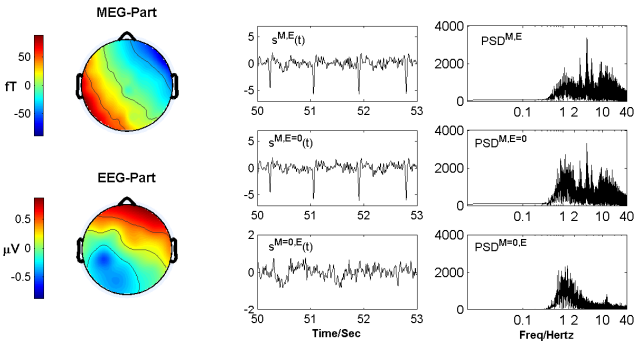 MEG-Part
50
fT 0
-50
EEG-Part
0.5
µV 0
-0.5
s^M,E(t)
5
0
-5
50 51 52 53
s^M,E=0(t)
5
0
-5
50 51 52 53
s^M=0,E(t)
2
0
-2
50 51 52 53
Time/Sec
PSD^M,E
4000
2000
0
0.1 1 2 10 40
PSD^M,E=0
4000
2000
0
0.1 1 2 10 40
PSD^M=0,E
4000
2000
0
0.1 1 2 10 40
Freq/Hertz